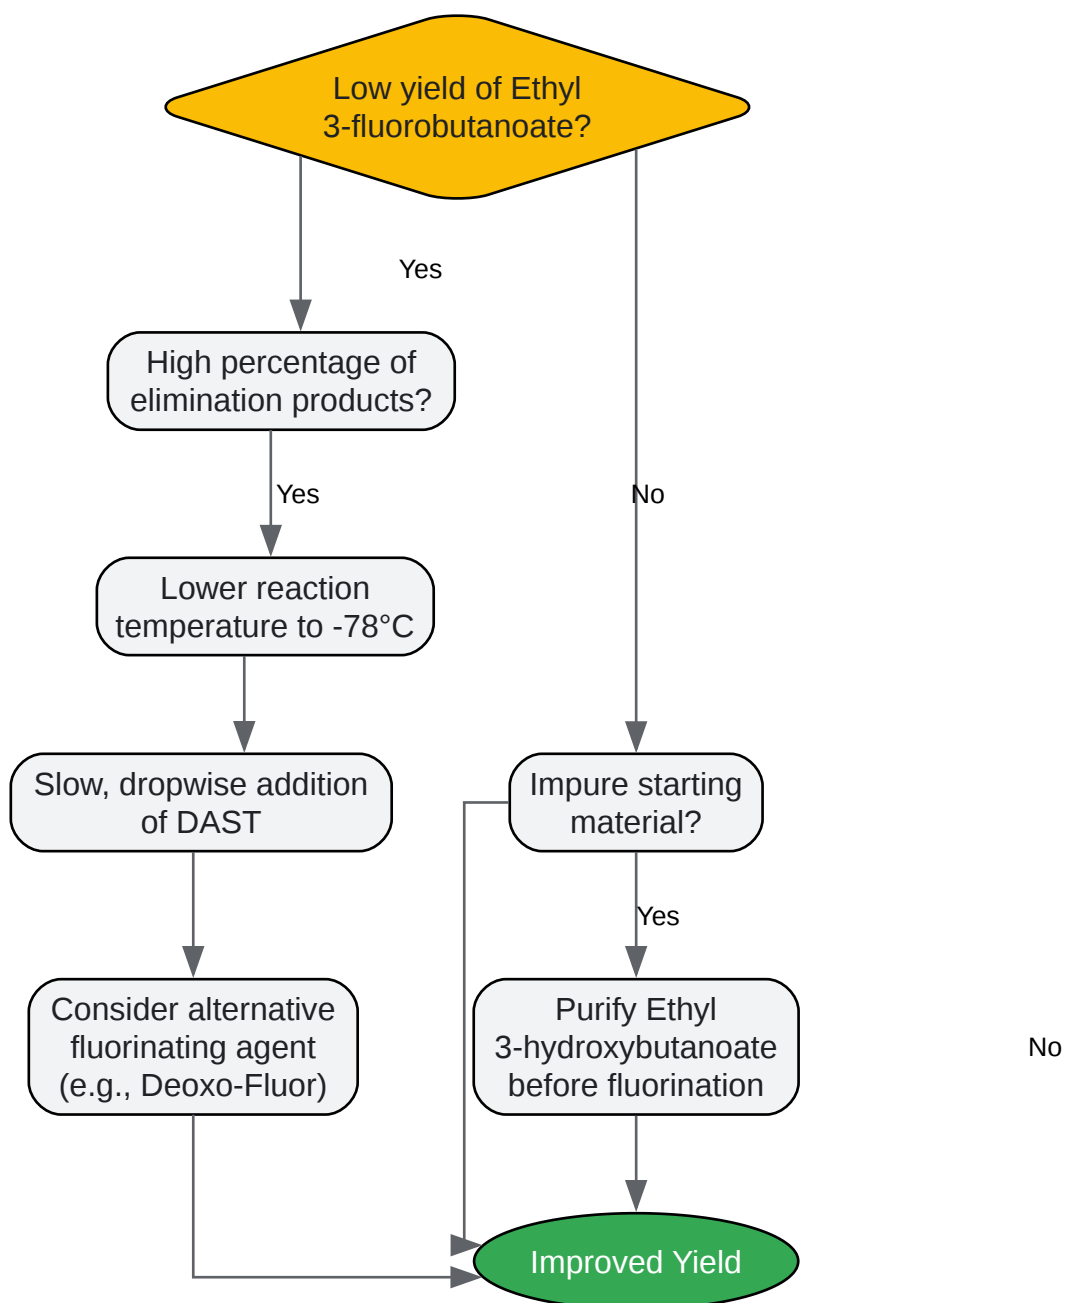 Low yield of Ethyl
3-fluorobutanoate?
Yes
High percentage of
elimination products?
Yes
No
Lower reaction
temperature to -78°C
Slow, dropwise addition
of DAST
Impure starting
material?
Yes
Consider alternative
fluorinating agent
(e.g., Deoxo-Fluor)
Purify Ethyl
3-hydroxybutanoate
before fluorination
No
Improved Yield